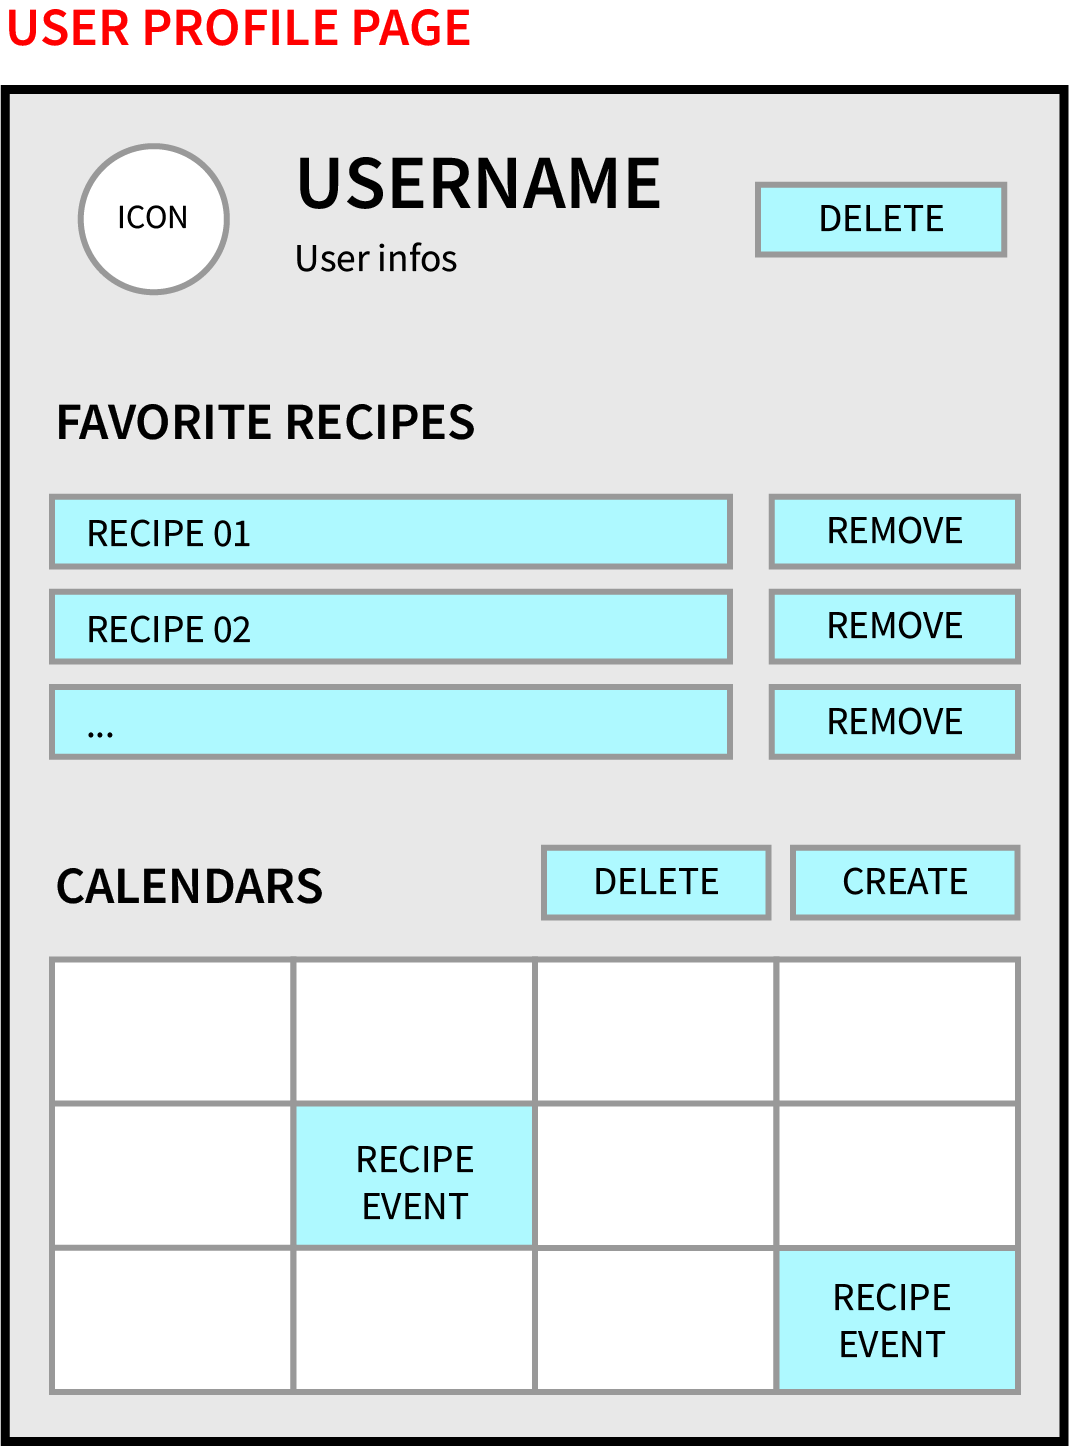 USER PROFILE PAGE
ICON
USERNAME
User infos
DELETE
FAVORITE RECIPES
RECIPE 01
REMOVE
RECIPE 02
REMOVE
...
REMOVE
CALENDARS
DELETE
CREATE
RECIPE
EVENT
RECIPE
EVENT